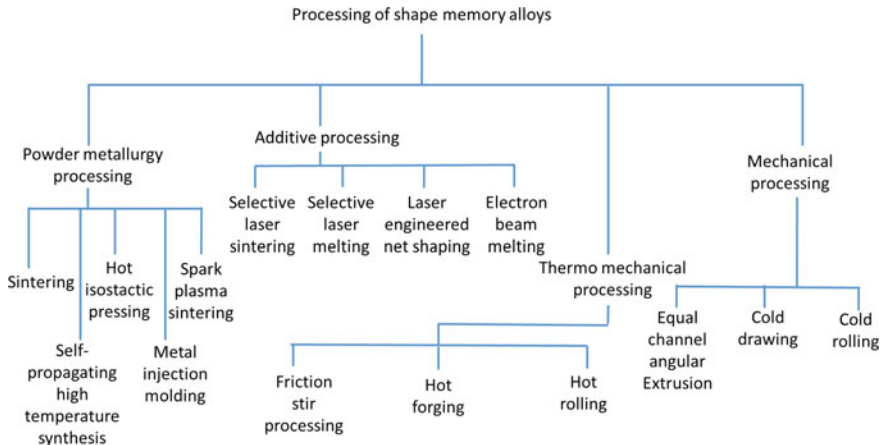 Processing of shape memory alloys
Powder metallurgy
processing
Sintering
Self-
propagating
high
temperature
synthesis
Hot
isostactic
pressing
Metal
injection
molding
Spark
plasma
sintering
Additive processing
Selective
laser
sintering
Selective
laser
melting
Laser
engineered
net shaping
Electron
beam
melting
Thermo mechanical
processing
Friction
stir
processing
Hot
forging
Hot
rolling
Mechanical
processing
Equal
channel
angular
Extrusion
Cold
drawing
Cold
rolling